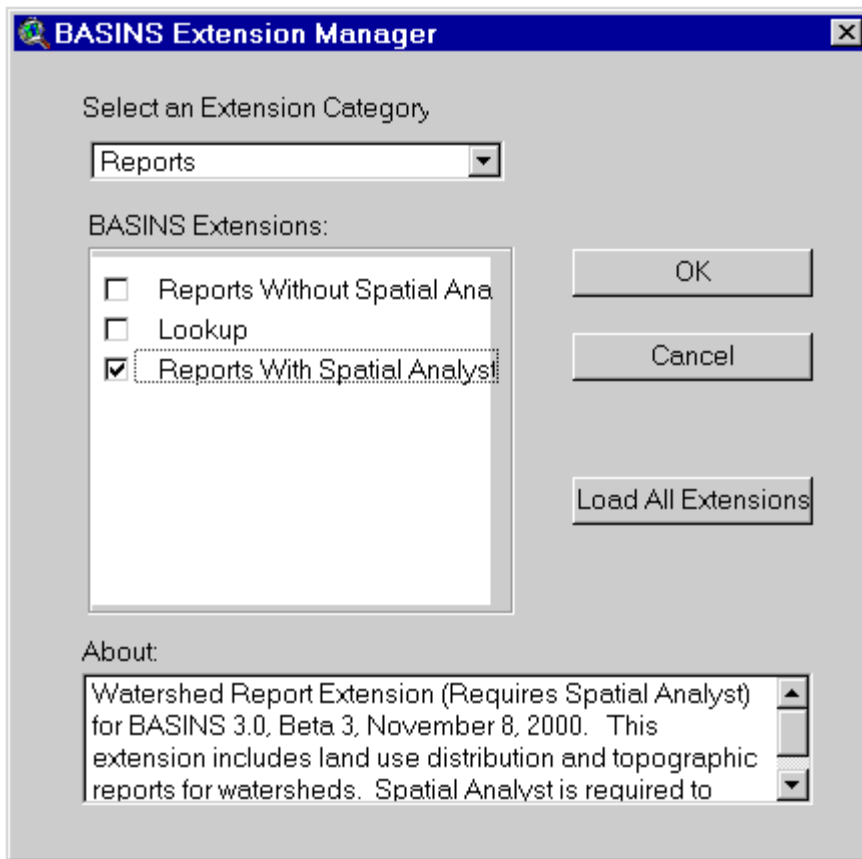 BASINS Extension Manager
Select an Extension Category
Reports
BASINS Extensions:
Reports Without Spatial Ana
Lookup
Reports With Spatial Analyst
OK
Cancel
Load All Extensions
About:
Watershed Report Extension (Requires Spatial Analyst)
for BASINS 3.0, Beta 3, November 8, 2000.   This
extension includes land use distribution and topographic
reports for watersheds.  Spatial Analyst is required to